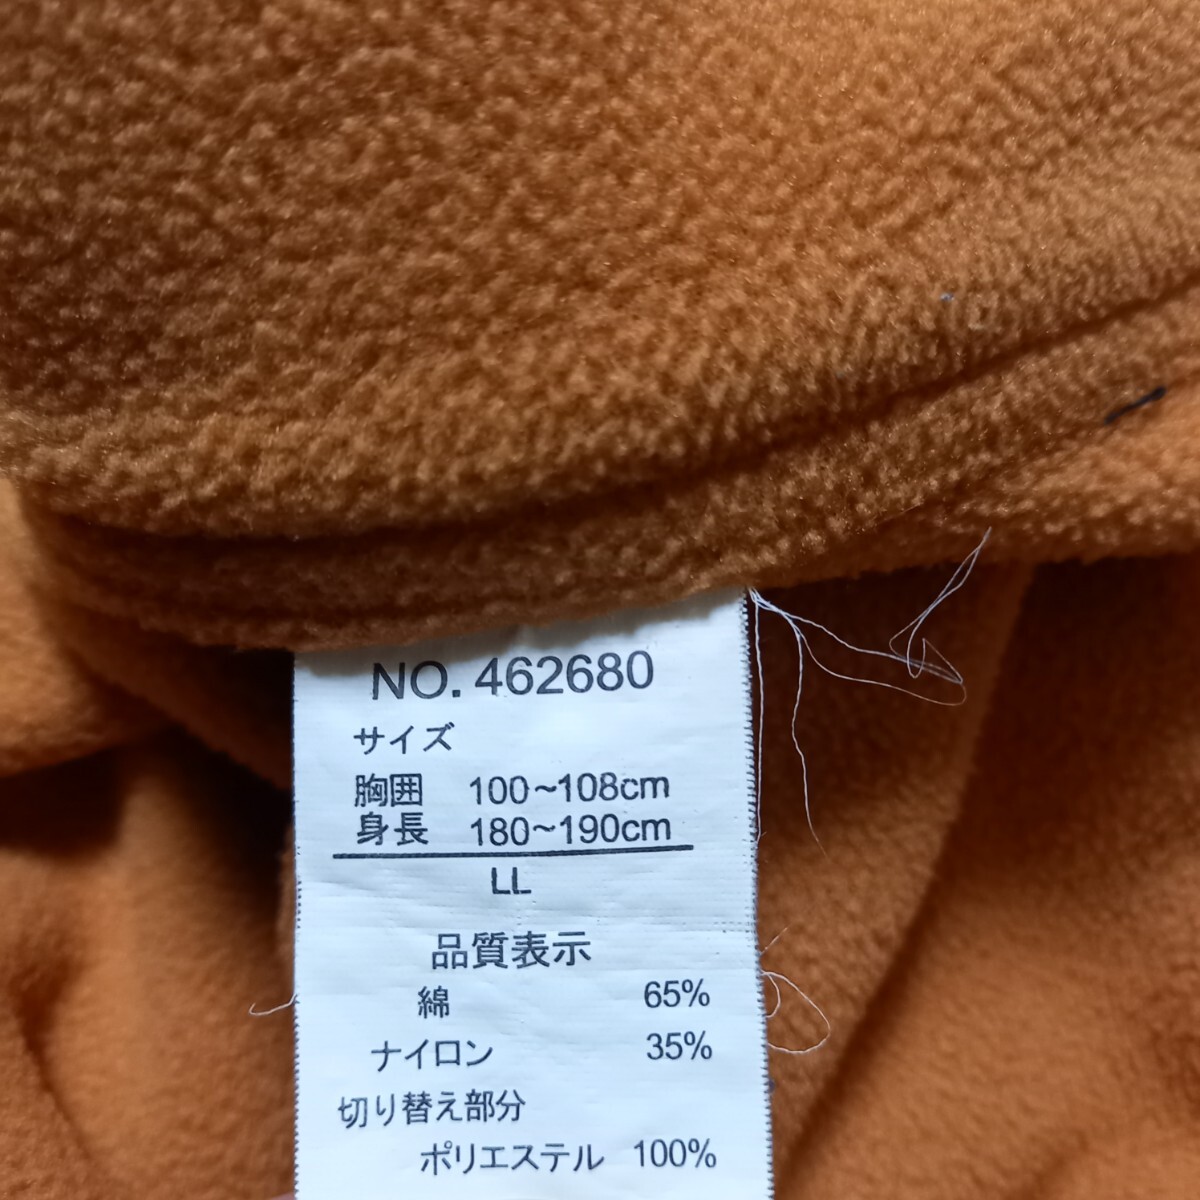 NO. 462680
サイズ
胸囲 100~108cm
身長 180~190cm
LL
品質表示
綿 65%
ナイロン 35%
切り替え部分
ポリエステル 100%